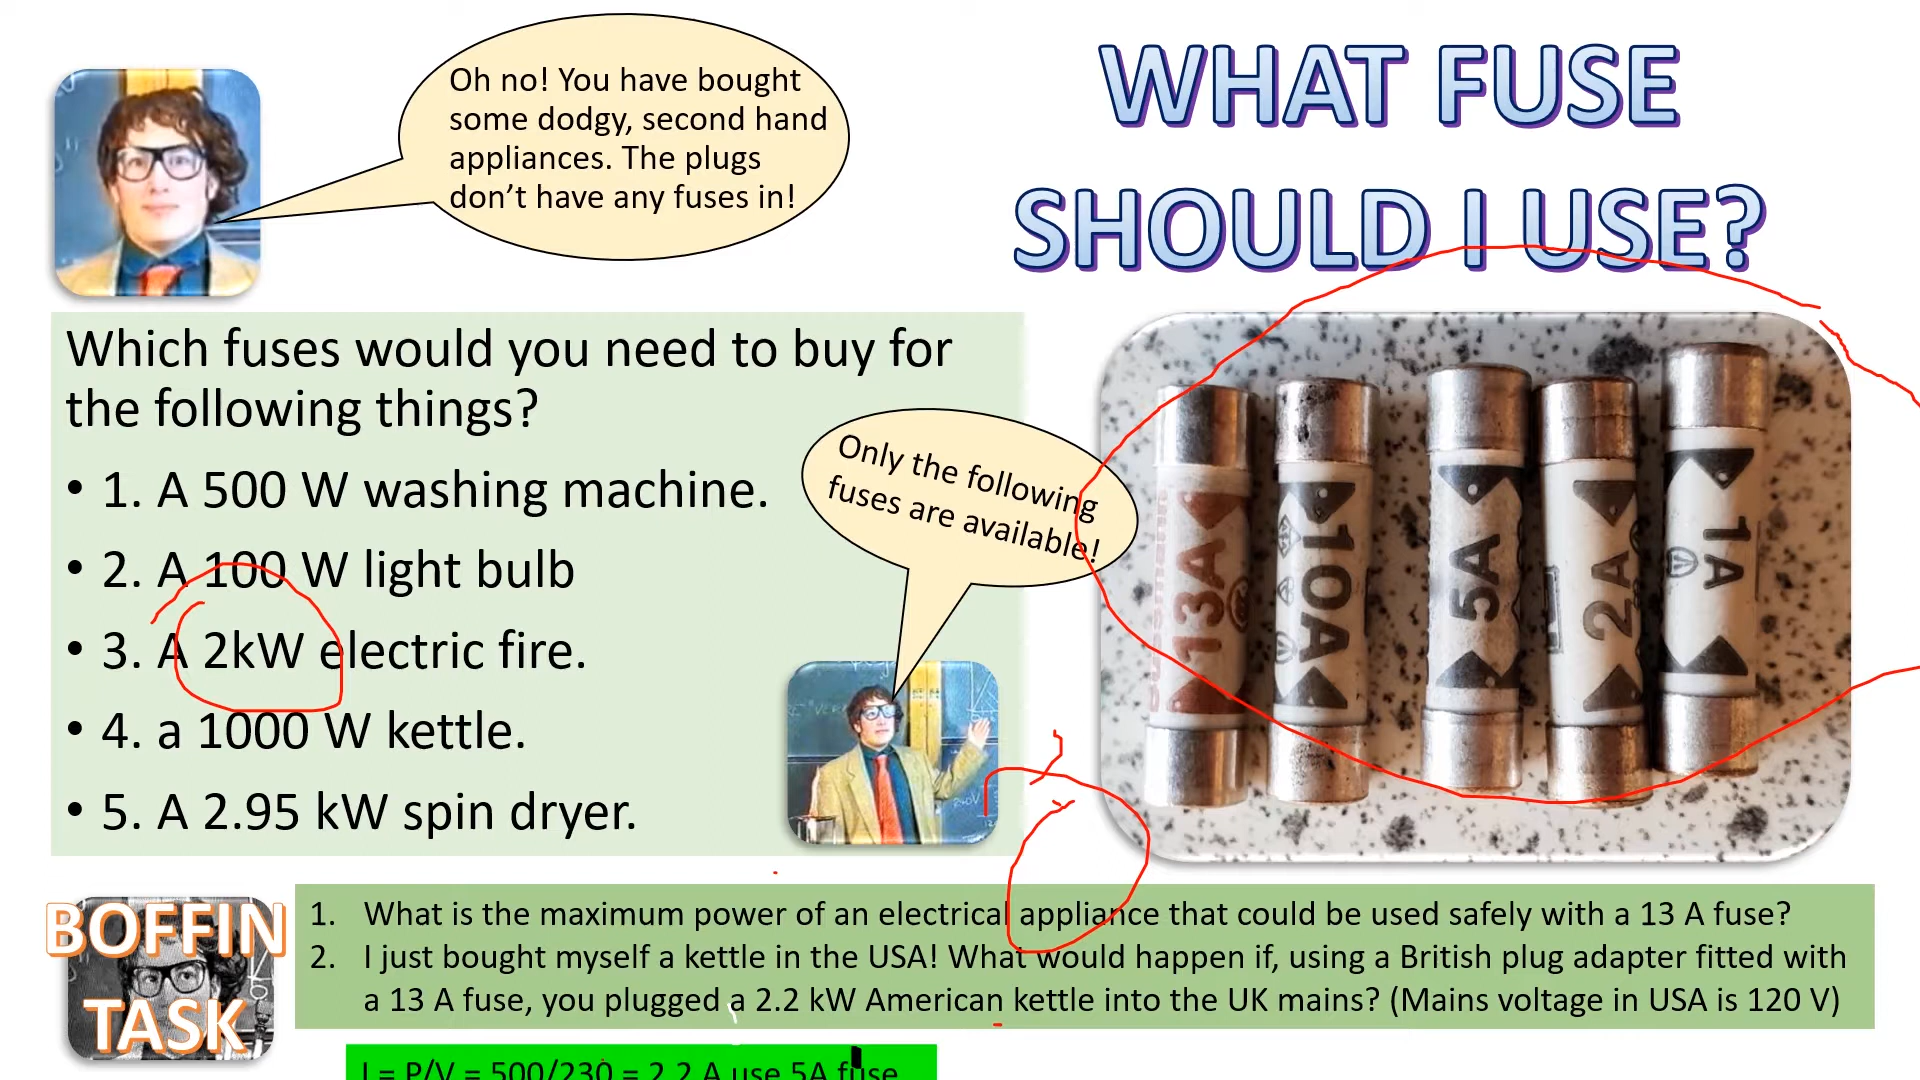 Oh no! You have bought
some dodgy, second hand
appliances. The plugs
don't have any fuses in!
WHAT FUSE
SHOULD I USE?
Which fuses would you need to buy for
the following things?
• 1. A 500 W washing machine.
• 2. A 100 W light bulb
• 3. A 2kW electric fire.
• 4. a 1000 W kettle.
• 5. A 2.95 kW spin dryer.
Only the following
fuses are available!
13A
10A
5A
2A
1A
BOFFIN
TASK
1. What is the maximum power of an electrical appliance that could be used safely with a 13 A fuse?
2. I just bought myself a kettle in the USA! What would happen if, using a British plug adapter fitted with
a 13 A fuse, you plugged a 2.2 kW American kettle into the UK mains? (Mains voltage in USA is 120 V)
I = P/V = 500/230 = 2.2 A use 5A fuse